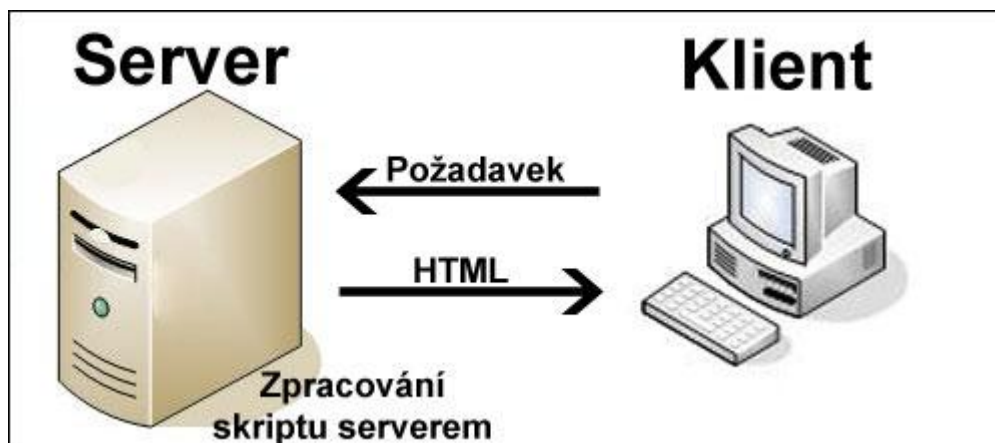 Server
Klient
Požadavek
HTML
Zpracování
skriptu serverem